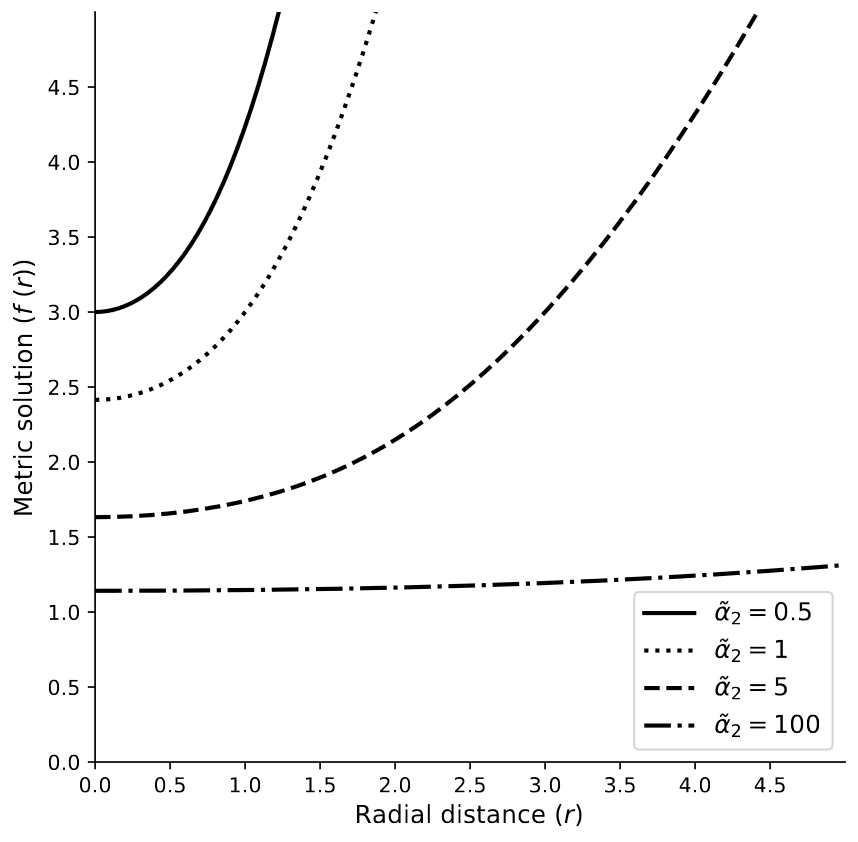 Metric solution (f (r))
4.5
4.0
3.5
3.0
2.5
2.0
1.5
1.0
0.5
0.0
0.0 0.5 1.0 1.5 2.0 2.5 3.0 3.5 4.0 4.5
Radial distance (r)
α̃₂ = 0.5
α̃₂ = 1
α̃₂ = 5
α̃₂ = 100